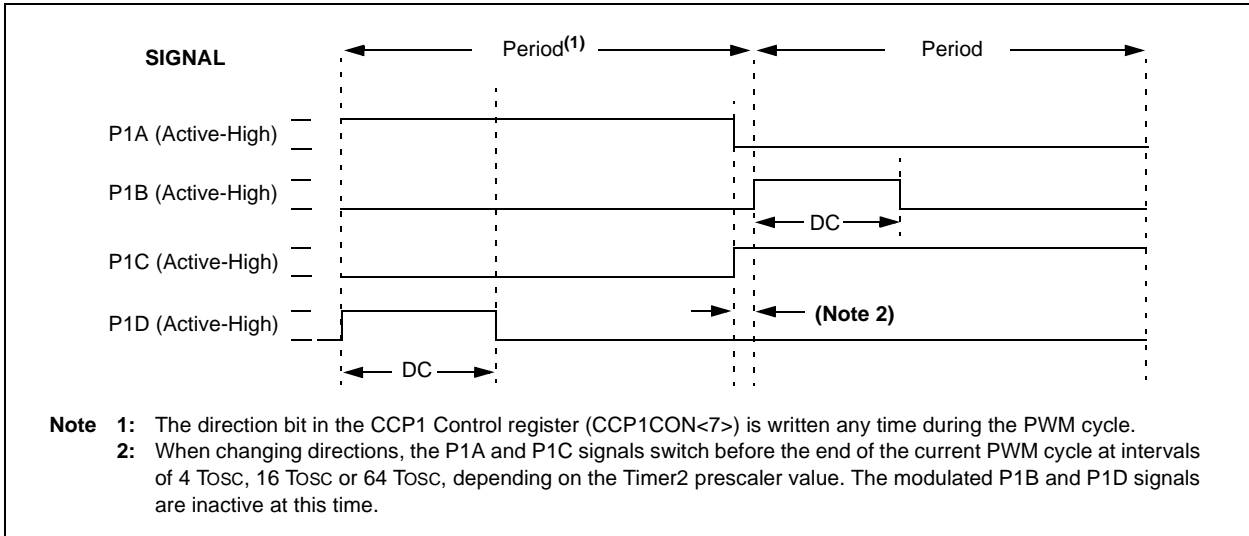 SIGNAL
Period(1)
Period
P1A (Active-High)
P1B (Active-High)
DC
P1C (Active-High)
P1D (Active-High)
(Note 2)
DC
Note 1: The direction bit in the CCP1 Control register (CCP1CON<7>) is written any time during the PWM cycle.
2: When changing directions, the P1A and P1C signals switch before the end of the current PWM cycle at intervals
of 4 TOSC, 16 TOSC or 64 TOSC, depending on the Timer2 prescaler value. The modulated P1B and P1D signals
are inactive at this time.